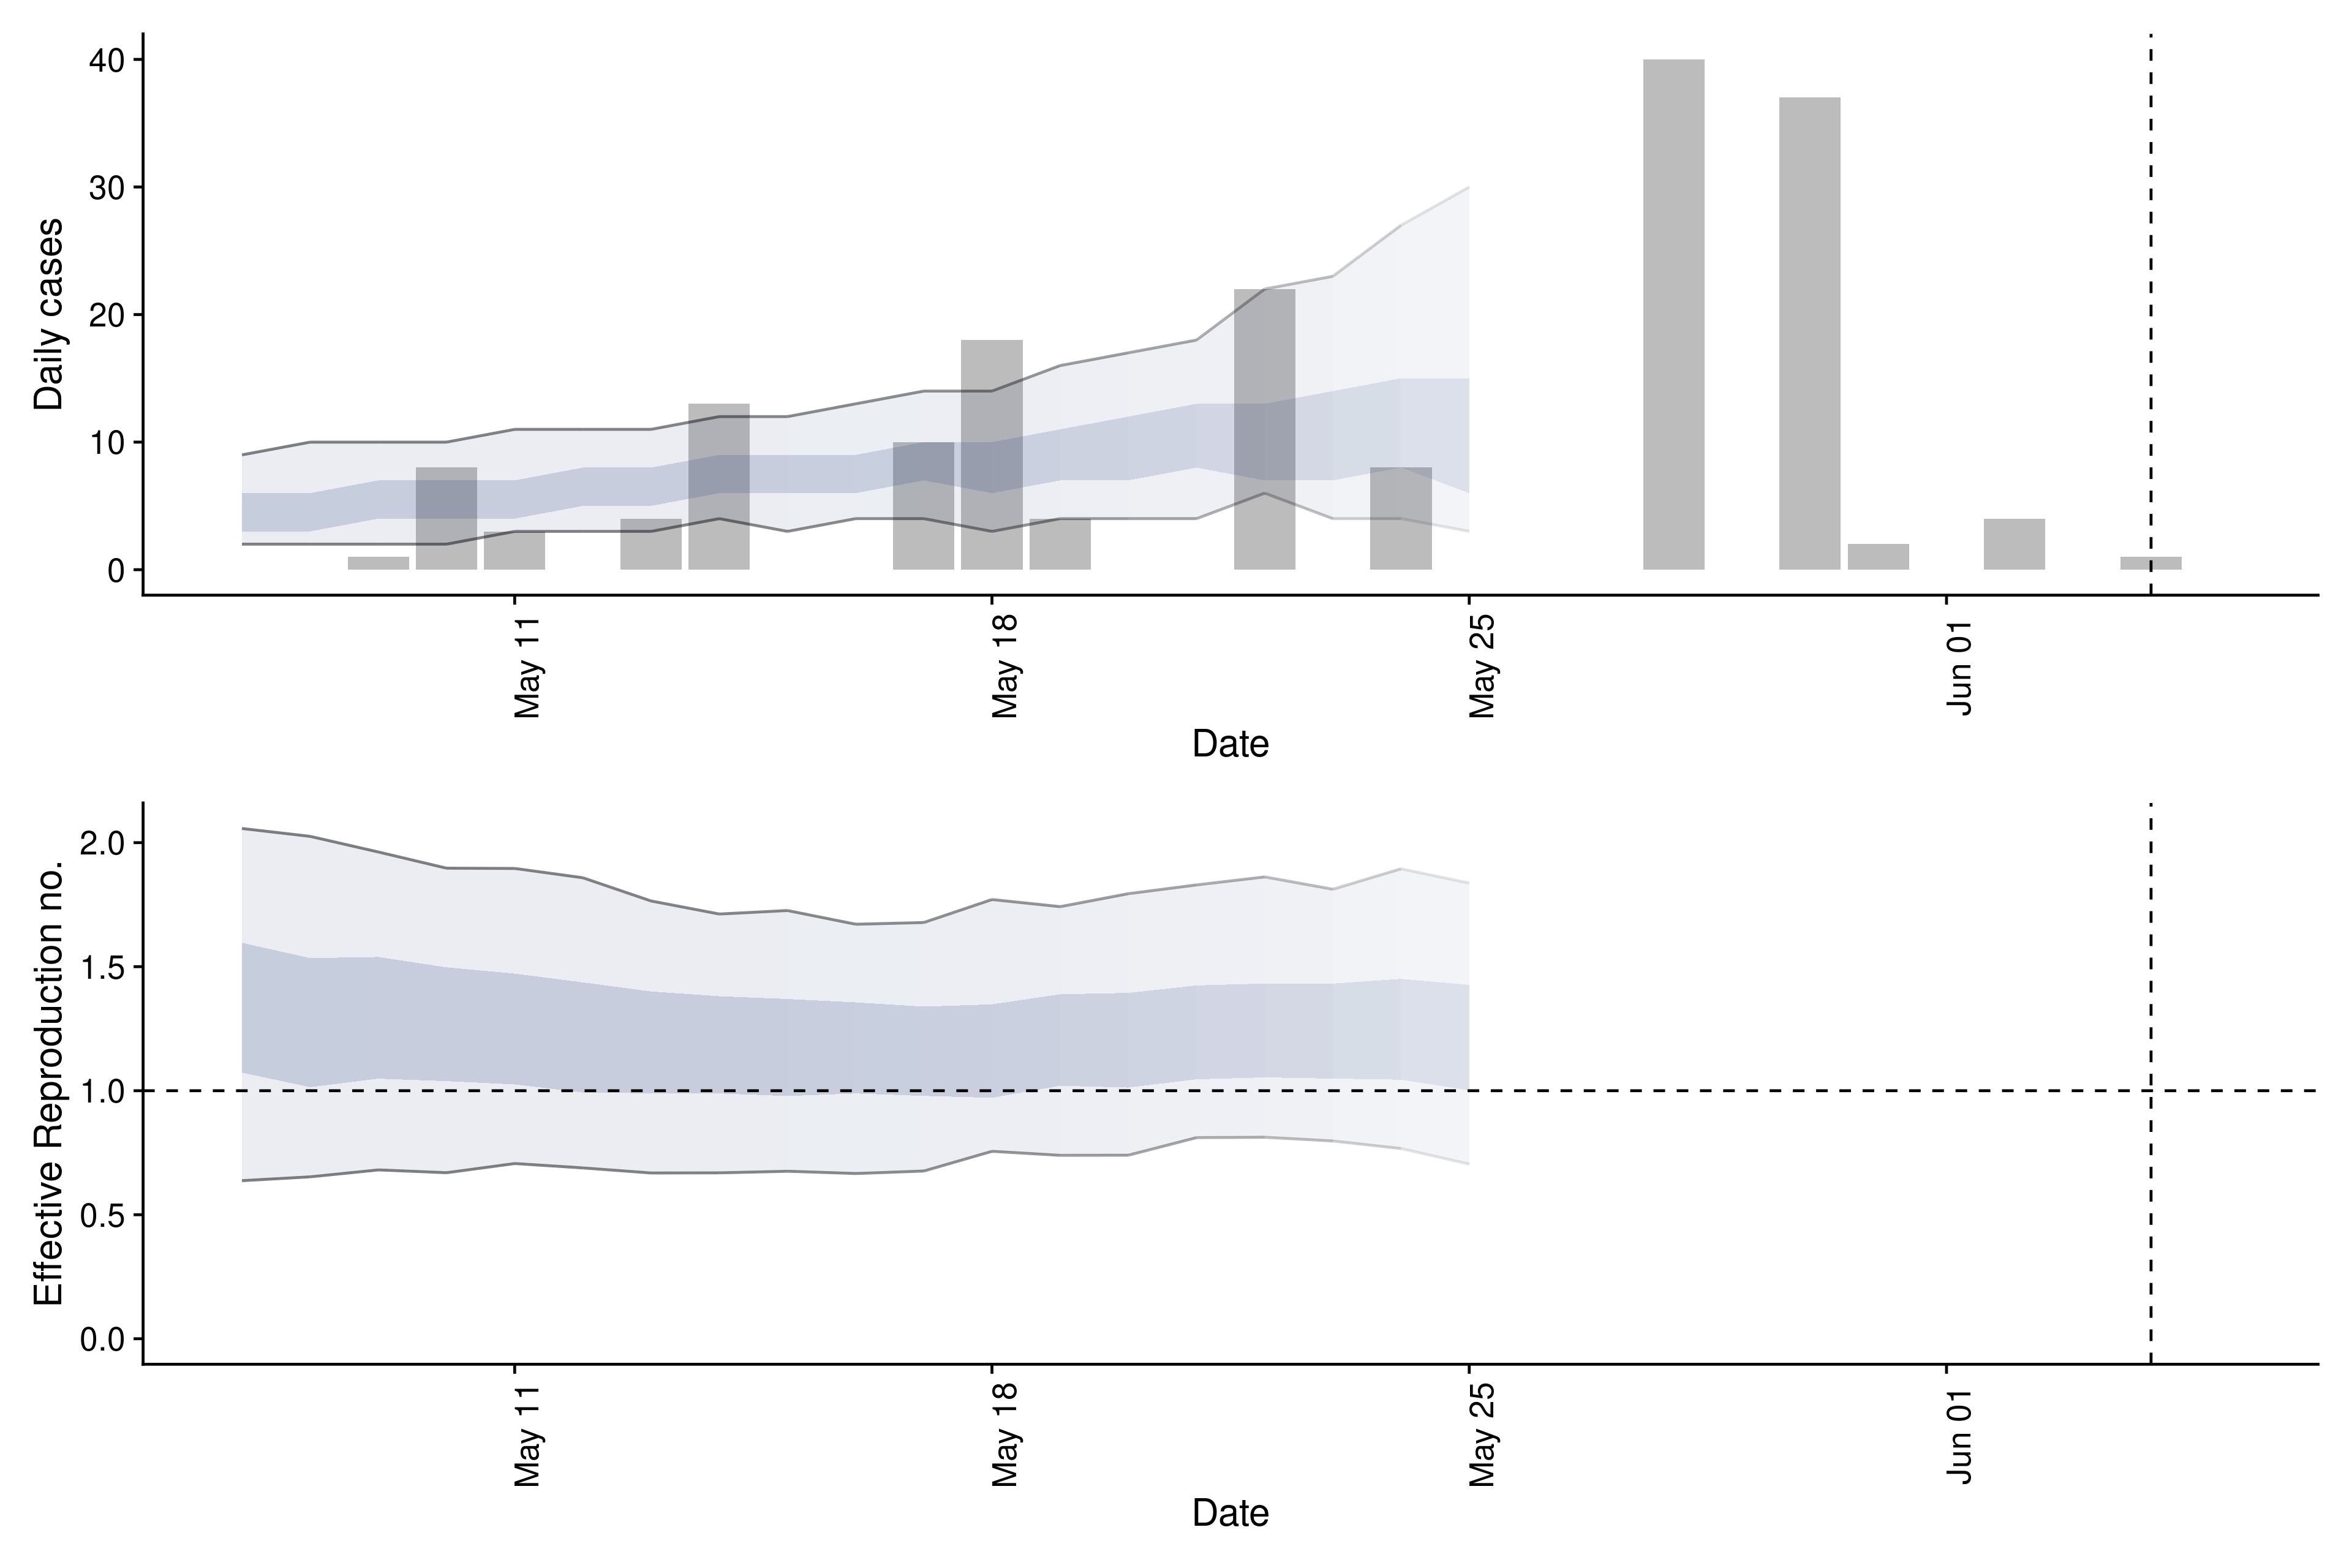 Daily cases
40
30
20
10
0
May 11
May 18
May 25
Jun 01
Date
Effective Reproduction no.
2.0
1.5
1.0
0.5
0.0
May 11
May 18
May 25
Jun 01
Date